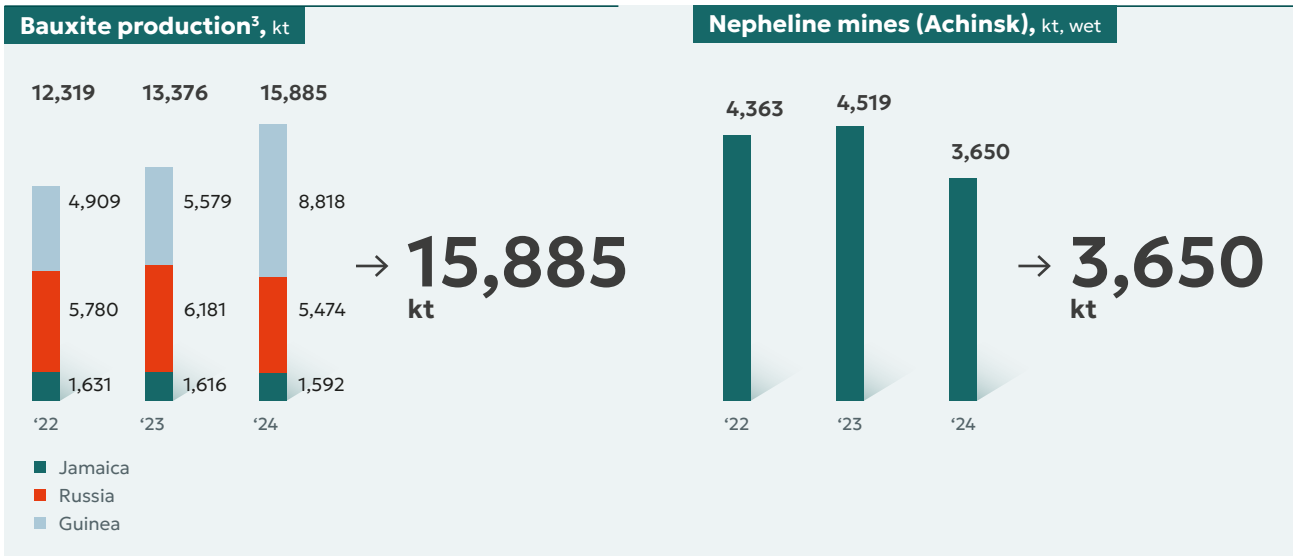 Bauxite production³, kt
12,319 13,376 15,885
4,909 5,579 8,818
5,780 6,181 5,474
1,631 1,616 1,592
‘22 ‘23 ‘24
→ 15,885
kt
Jamaica
Russia
Guinea
Nepheline mines (Achinsk), kt, wet
4,363 4,519 3,650
‘22 ‘23 ‘24
→ 3,650
kt